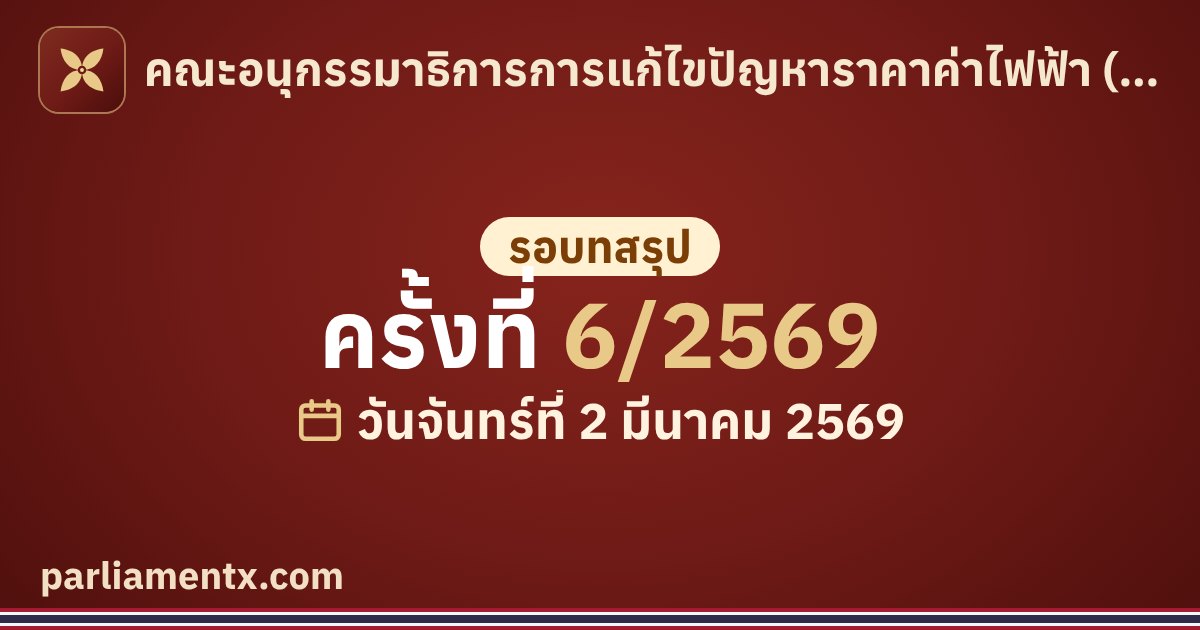 คณะอนุกรรมาธิการการแก้ไขปัญหาราคาค่าไฟฟ้า (...
รอบทสรุป
ครั้งที่ 6/2569
วันจันทร์ที่ 2 มีนาคม 2569
parliamentx.com